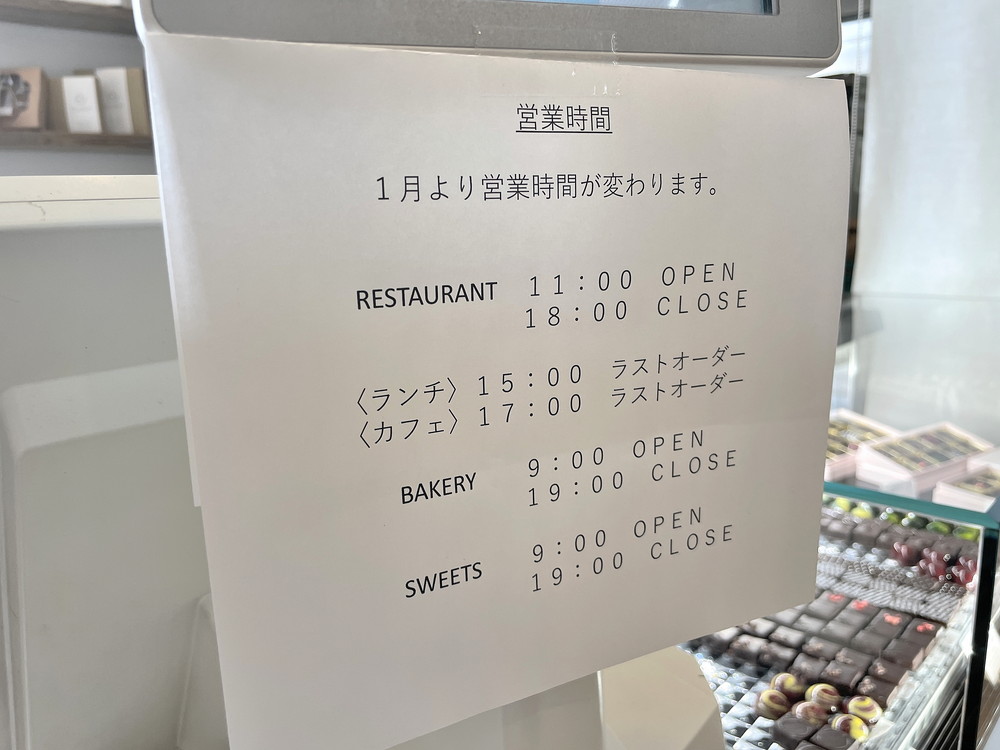 営業時間
１月より営業時間が変わります。
RESTAURANT １１：００ ＯＰＥＮ
１８：００ ＣＬＯＳＥ
〈ランチ〉１５：００ ラストオーダー
〈カフェ〉１７：００ ラストオーダー
BAKERY ９：００ ＯＰＥＮ
１９：００ ＣＬＯＳＥ
SWEETS ９：００ ＯＰＥＮ
１９：００ ＣＬＯＳＥ